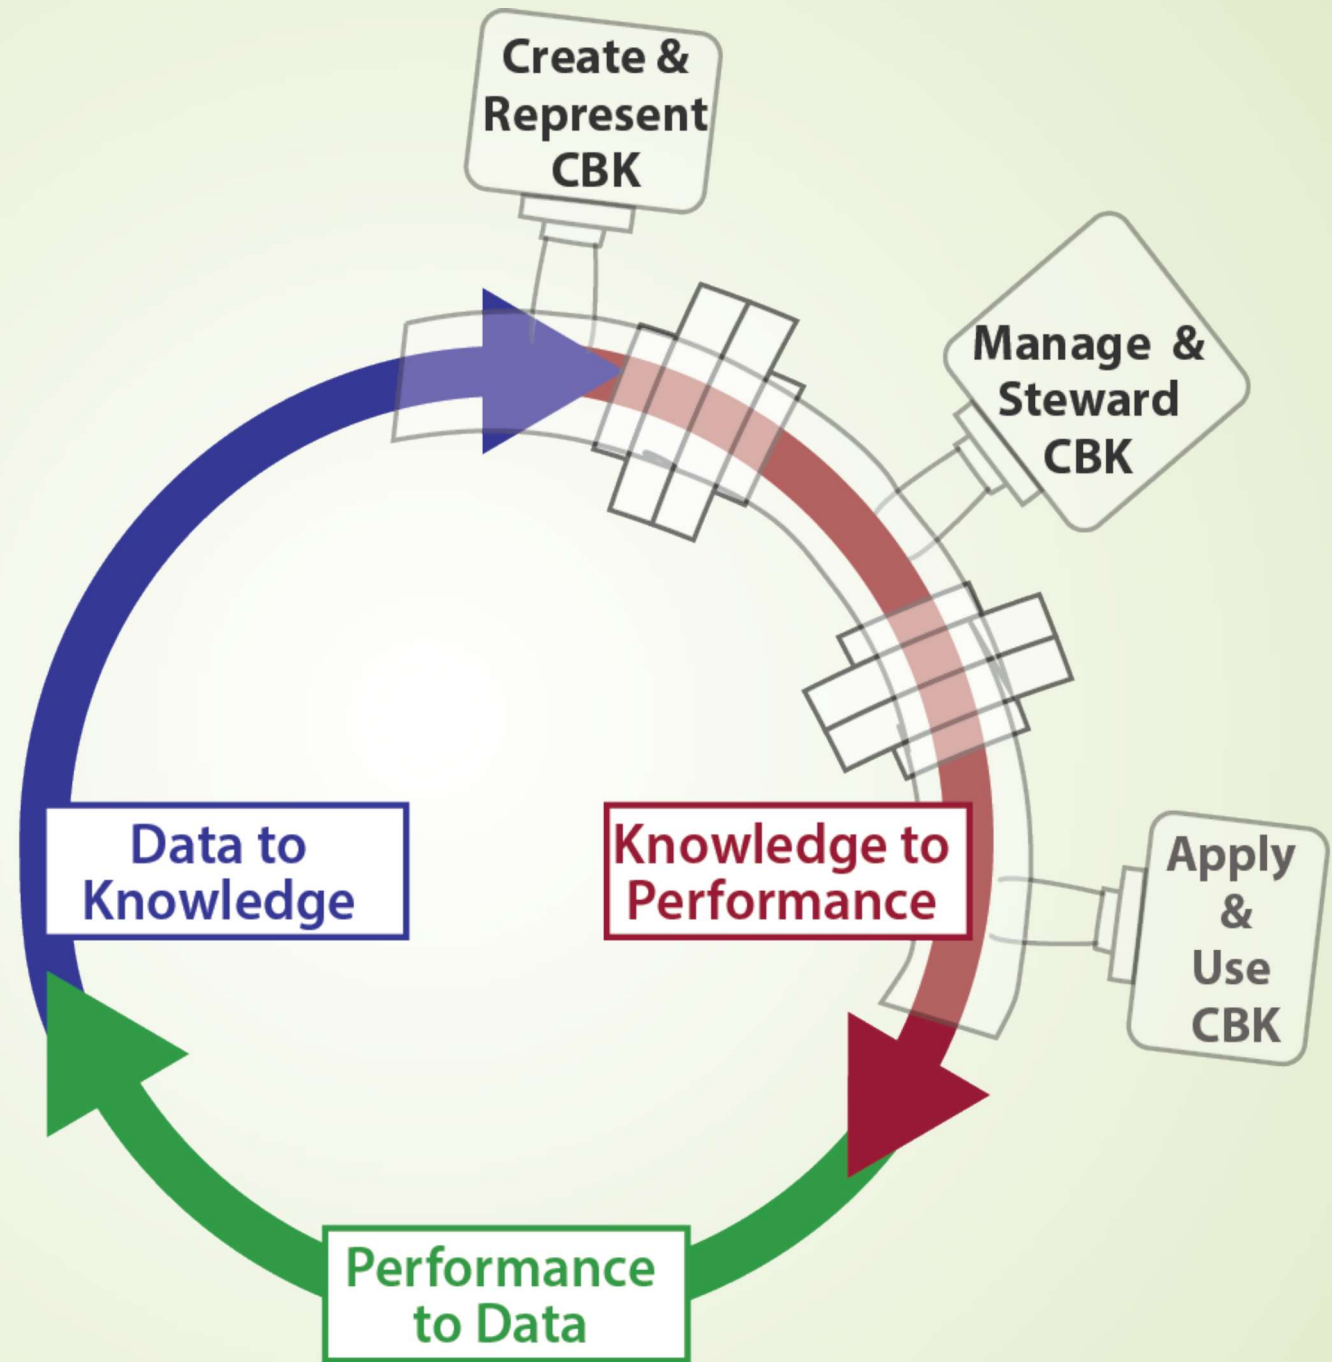 Create &
Represent
CBK
Manage &
Steward
CBK
Data to
Knowledge
Knowledge to
Performance
Apply
&
Use
CBK
Performance
to Data